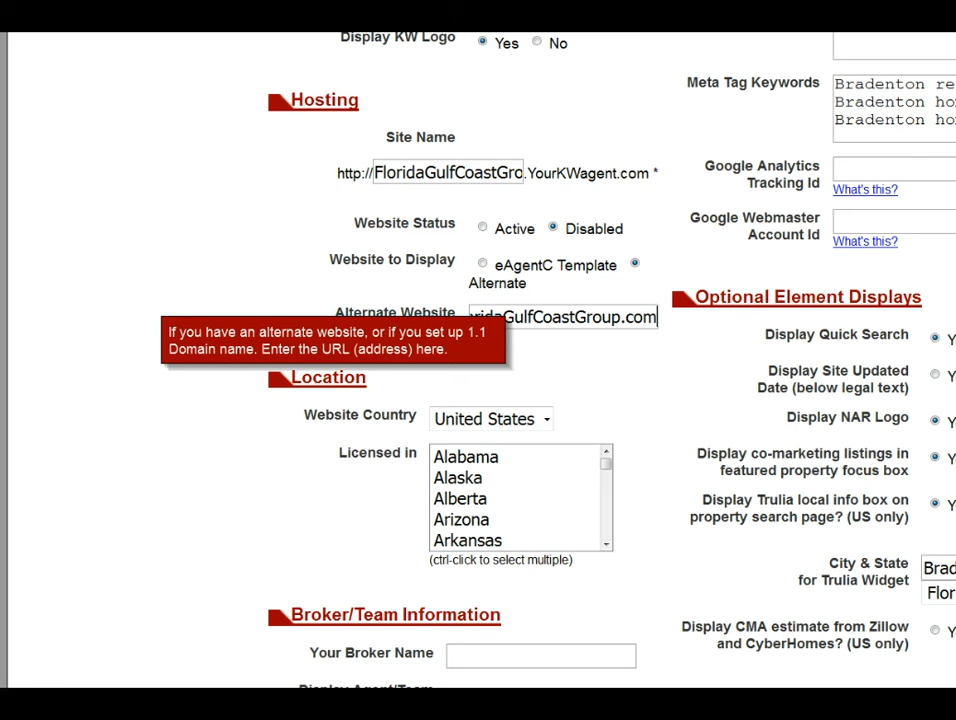 Display KW Logo
Yes No
Hosting
Site Name
http://FloridaGulfCoastGro.YourKWagent.com *
Website Status
Active Disabled
Website to Display
eAgentC Template
Alternate
Alternate Website
ridaGulfCoastGroup.com
If you have an alternate website, or if you set up 1.1
Domain name. Enter the URL (address) here.
Location
Website Country
United States
Licensed in
Alabama
Alaska
Alberta
Arizona
Arkansas
(ctrl-click to select multiple)
Broker/Team Information
Your Broker Name
Meta Tag Keywords
Bradenton re
Bradenton ho
Bradenton ho
Google Analytics
Tracking Id
What's this?
Google Webmaster
Account Id
What's this?
Optional Element Displays
Display Quick Search
Y
Display Site Updated
Date (below legal text)
Y
Display NAR Logo
Y
Display co-marketing listings in
featured property focus box
Y
Display Trulia local info box on
property search page? (US only)
Y
City & State
for Trulia Widget
Brad
Flor
Display CMA estimate from Zillow
and CyberHomes? (US only)
Y